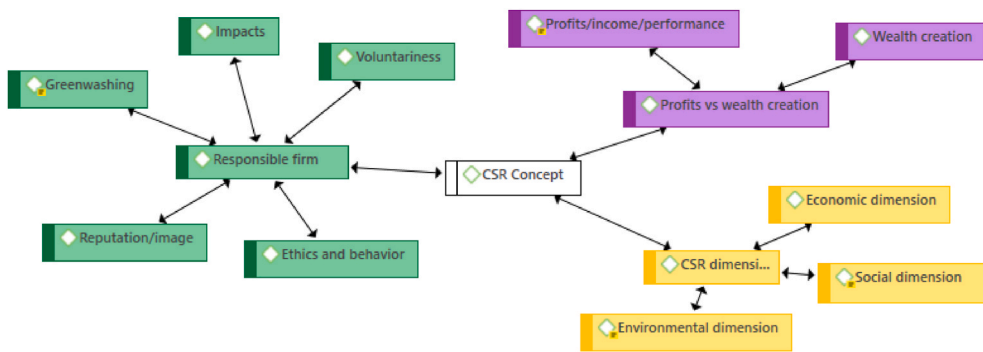 Impacts
Profits/income/performance
Wealth creation
Voluntariness
Greenwashing
Profits vs wealth creation
Responsible firm
CSR Concept
Economic dimension
Reputation/image
Ethics and behavior
CSR dimensi...
Social dimension
Environmental dimension